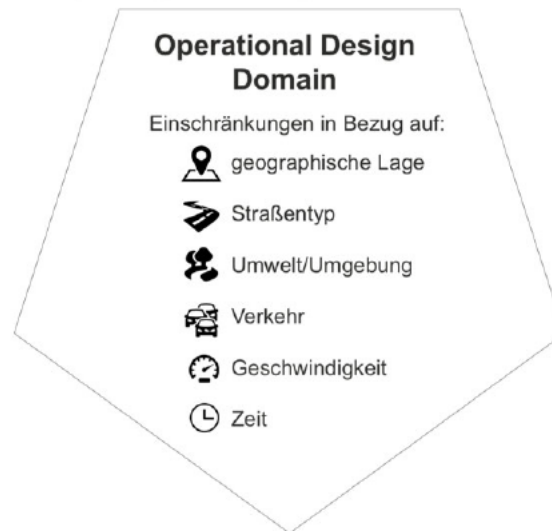 Operational Design
Domain
Einschränkungen in Bezug auf:
geographische Lage
Straßentyp
Umwelt/Umgebung
Verkehr
Geschwindigkeit
Zeit